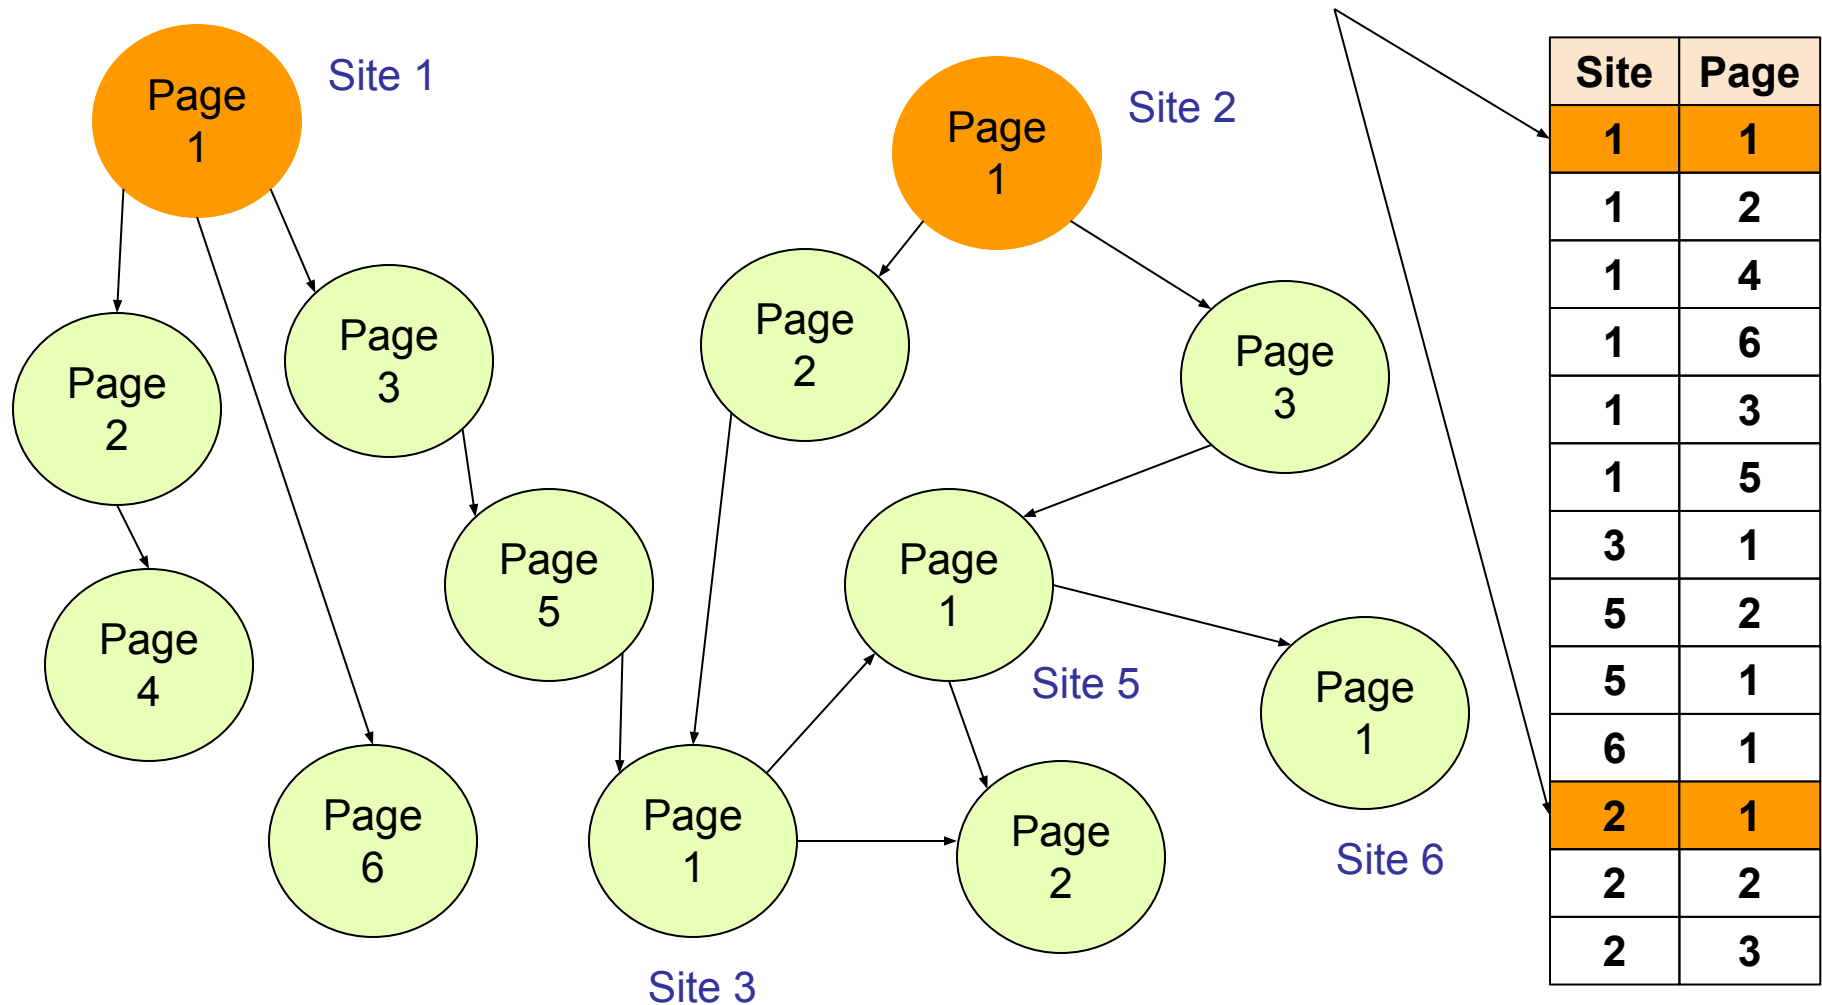 Page
1
Site 1
Page
1
Site 2
Page
2
Page
3
Page
2
Page
3
Page
4
Page
5
Page
1
Site 5
Page
1
Site 6
Page
6
Page
1
Site 3
Page
2
Site Page
1 1
1 2
1 4
1 6
1 3
1 5
3 1
5 2
5 1
6 1
2 1
2 2
2 3